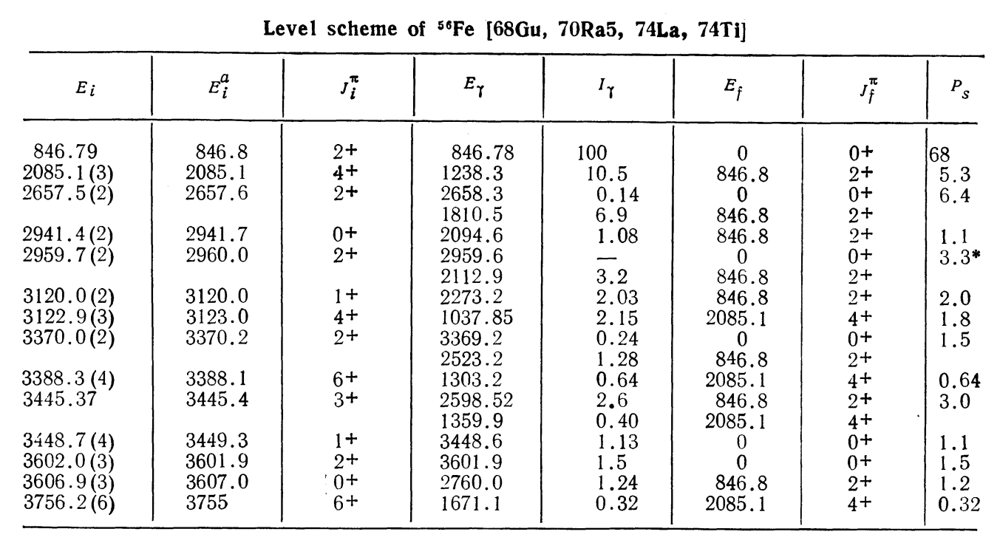 Level scheme of ⁵⁶Fe [68Gu, 70Ra5, 74La, 74Ti]
E_i E_i^a J_i^π E_γ I_γ E_f J_f^π P_s
846.79 846.8 2+ 846.78 100 0 0+ 68
2085.1(3) 2085.1 4+ 1238.3 10.5 846.8 2+ 5.3
2657.5(2) 2657.6 2+ 2658.3 0.14 0 0+ 6.4
1810.5 6.9 846.8 2+
2941.4(2) 2941.7 0+ 2094.6 1.08 846.8 2+ 1.1
2959.7(2) 2960.0 2+ 2959.6 — 0 0+ 3.3*
2112.9 3.2 846.8 2+
3120.0(2) 3120.0 1+ 2273.2 2.03 846.8 2+ 2.0
3122.9(3) 3123.0 4+ 1037.85 2.15 2085.1 4+ 1.8
3370.0(2) 3370.2 2+ 3369.2 0.24 0 0+ 1.5
2523.2 1.28 846.8 2+
3388.3(4) 3388.1 6+ 1303.2 0.64 2085.1 4+ 0.64
3445.37 3445.4 3+ 2598.52 2.6 846.8 2+ 3.0
1359.9 0.40 2085.1 4+
3448.7(4) 3449.3 1+ 3448.6 1.13 0 0+ 1.1
3602.0(3) 3601.9 2+ 3601.9 1.5 0 0+ 1.5
3606.9(3) 3607.0 0+ 2760.0 1.24 846.8 2+ 1.2
3756.2(6) 3755 6+ 1671.1 0.32 2085.1 4+ 0.32